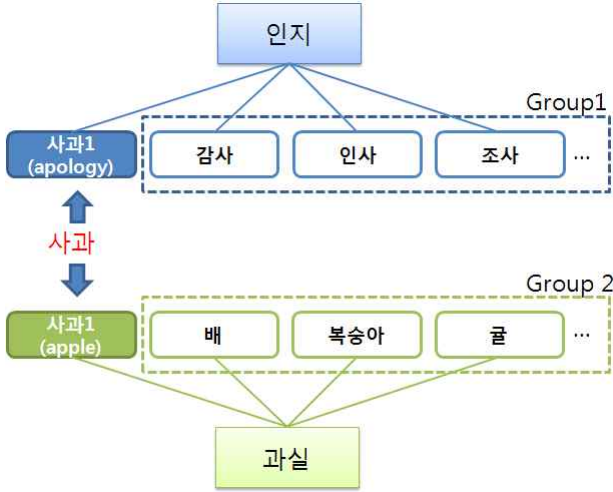 인지
Group1
사과1
(apology)
감사
인사
조사
...
사과
Group 2
사과1
(apple)
배
복숭아
귤
...
과실